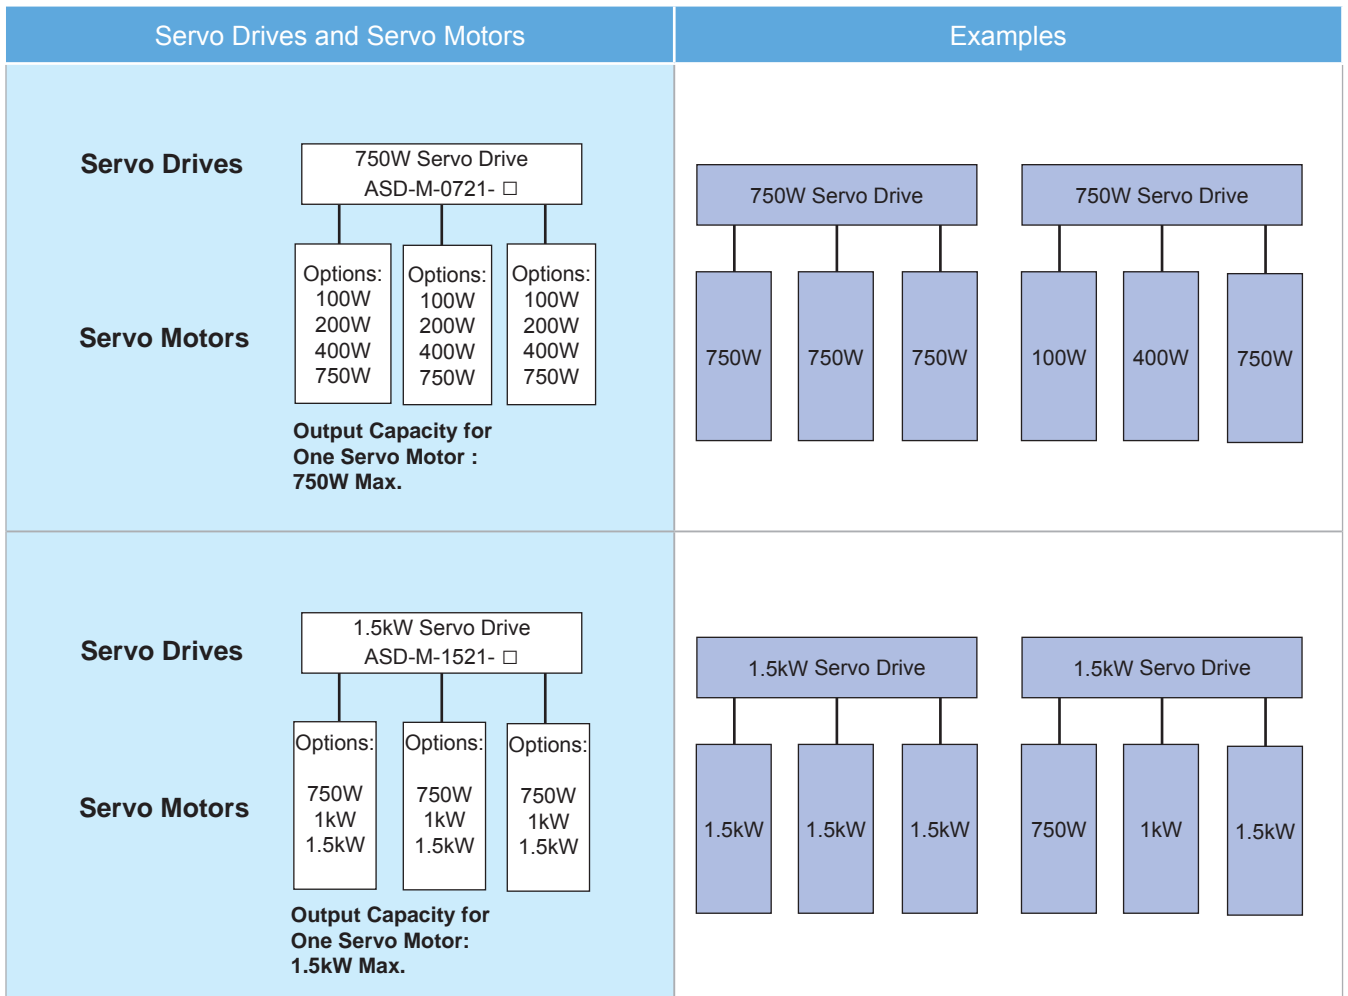 Servo Drives and Servo Motors
Examples
Servo Drives
750W Servo Drive
ASD-M-0721- □
Servo Motors
Options:
100W
200W
400W
750W
Options:
100W
200W
400W
750W
Options:
100W
200W
400W
750W
Output Capacity for
One Servo Motor :
750W Max.
750W Servo Drive
750W
750W
750W
750W Servo Drive
100W
400W
750W
Servo Drives
1.5kW Servo Drive
ASD-M-1521- □
Servo Motors
Options:
750W
1kW
1.5kW
Options:
750W
1kW
1.5kW
Options:
750W
1kW
1.5kW
Output Capacity for
One Servo Motor:
1.5kW Max.
1.5kW Servo Drive
1.5kW
1.5kW
1.5kW
1.5kW Servo Drive
750W
1kW
1.5kW